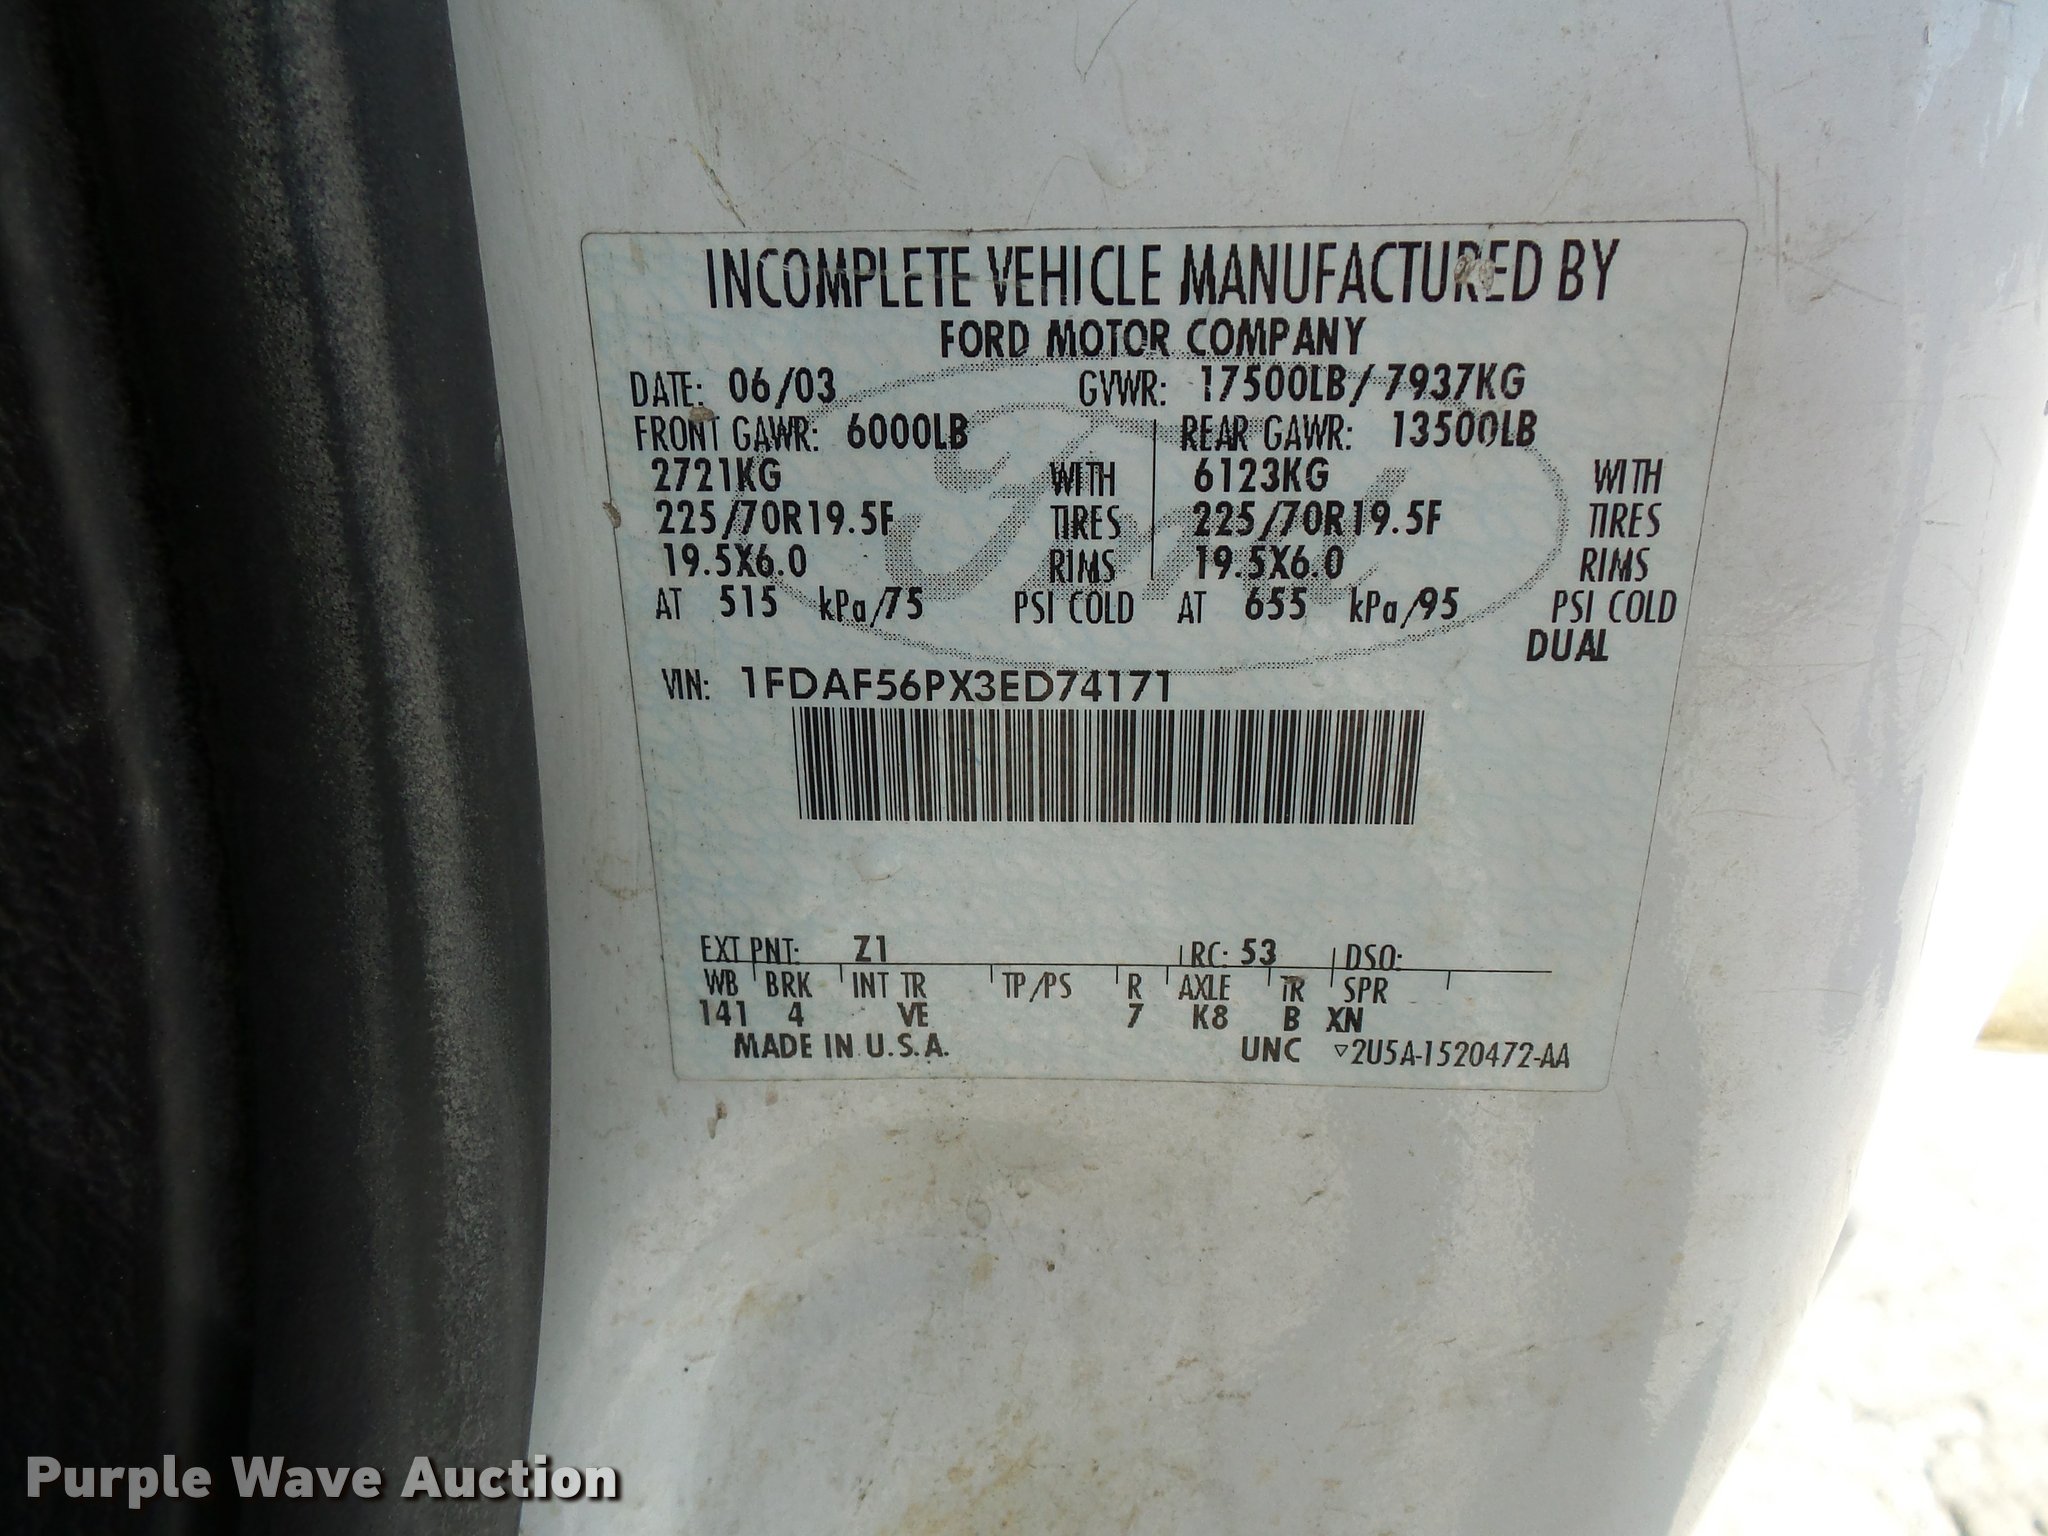 INCOMPLETE VEHICLE MANUFACTURED BY
FORD MOTOR COMPANY
DATE: 06/03 GVWR: 17500LB/7937KG
FRONT GAWR: 6000LB REAR GAWR: 13500LB
2721KG WITH 6123KG WITH
225/70R19.5F TIRES 225/70R19.5F TIRES
19.5X6.0 RIMS 19.5X6.0 RIMS
AT 515 kPa/75 PSI COLD AT 655 kPa/95 PSI COLD
DUAL
VIN: 1FDAF56PX3ED74171
EXT PNT: Z1 RC: 53 DSO:
WB BRK INT TR TP/PS R AXLE TR SPR
141 4 VE 7 K8 B XN
MADE IN U.S.A. UNC ▽2U5A-1520472-AA
Purple Wave Auction